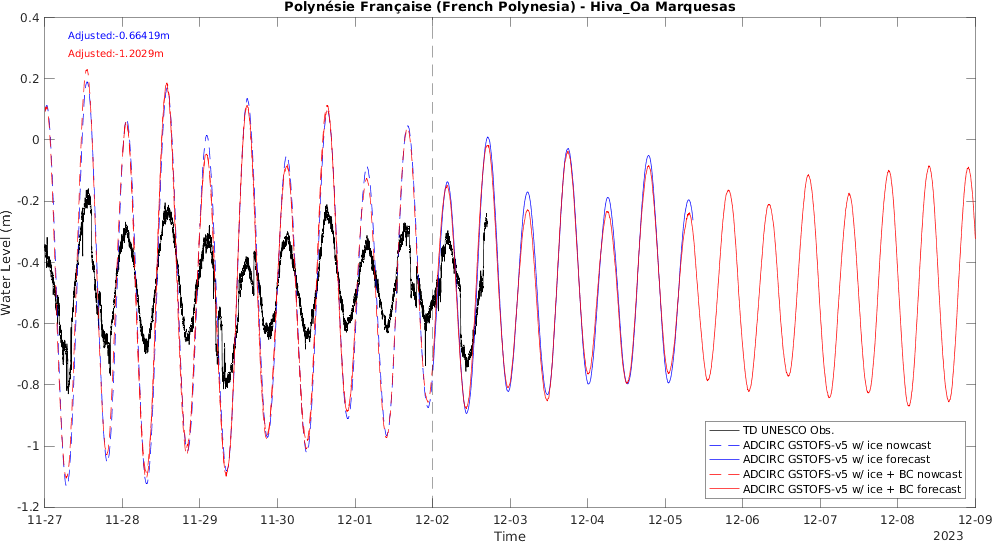 Polynésie Française (French Polynesia) - Hiva_Oa Marquesas
Adjusted:-0.66419m
Adjusted:-1.2029m
0.4
0.2
0
-0.2
-0.4
-0.6
-0.8
-1
-1.2
Water Level (m)
TD UNESCO Obs.
ADCIRC GSTOFS-v5 w/ ice nowcast
ADCIRC GSTOFS-v5 w/ ice forecast
ADCIRC GSTOFS-v5 w/ ice + BC nowcast
ADCIRC GSTOFS-v5 w/ ice + BC forecast
11-27 11-28 11-29 11-30 12-01 12-02 12-03 12-04 12-05 12-06 12-07 12-08 12-09
Time
2023